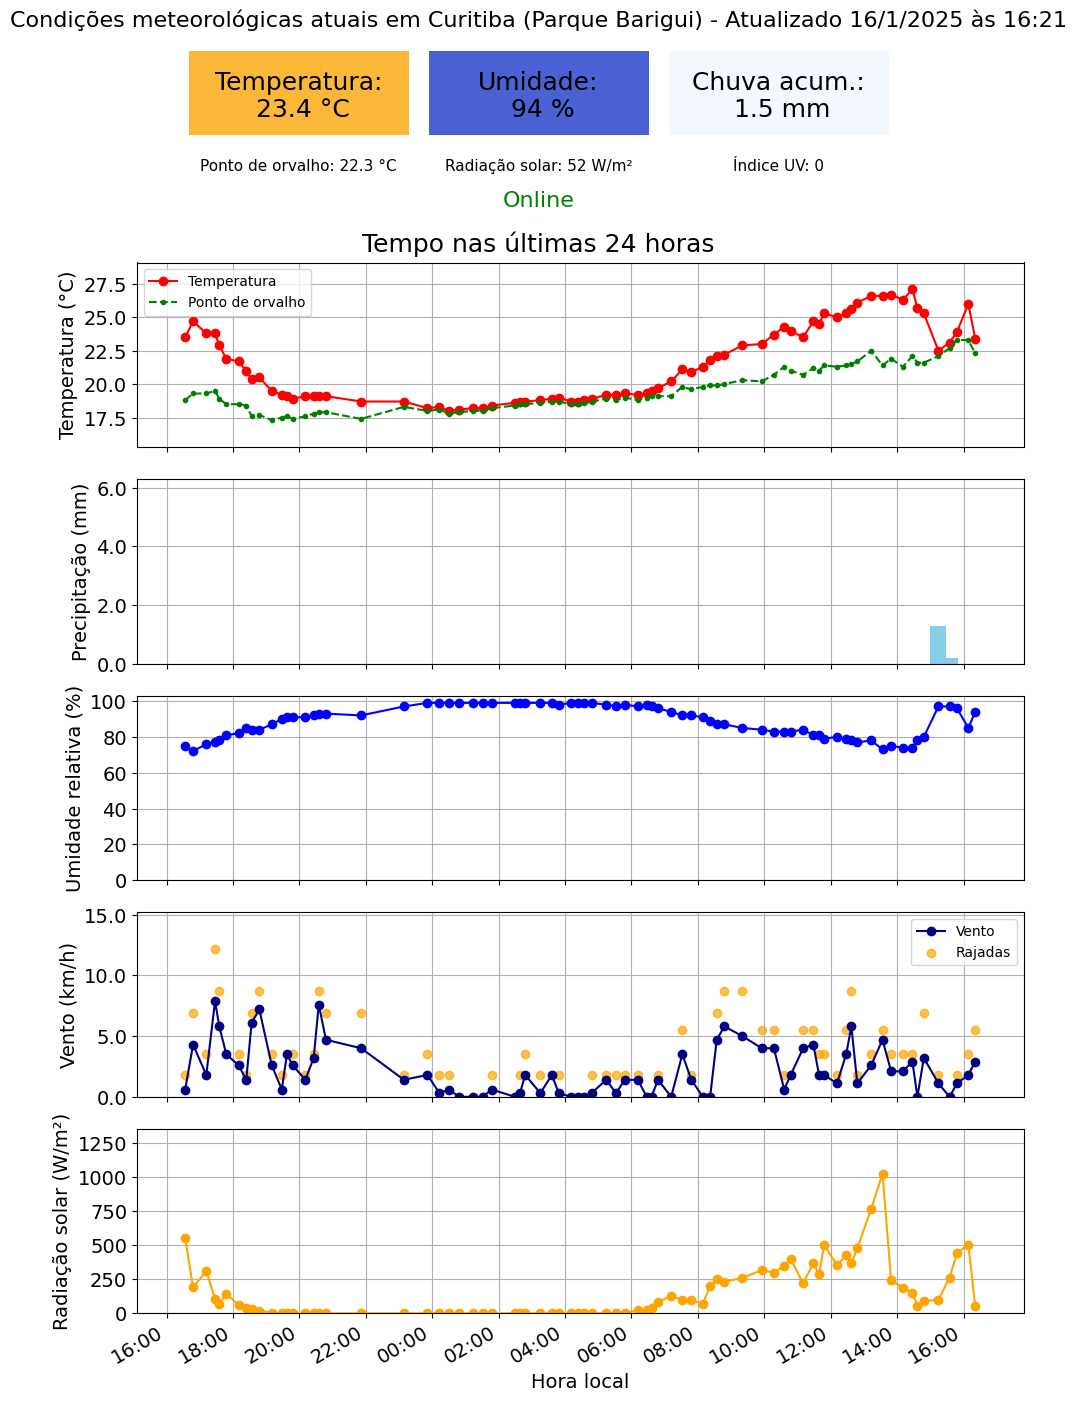 Condições meteorológicas atuais em Curitiba (Parque Barigui) - Atualizado 16/1/2025 às 16:21
Temperatura:
23.4 °C
Umidade:
94 %
Chuva acum.:
1.5 mm
Ponto de orvalho: 22.3 °C
Radiação solar: 52 W/m²
Índice UV: 0
Online
Tempo nas últimas 24 horas
Temperatura (°C)
27.5
25.0
22.5
20.0
17.5
Temperatura
Ponto de orvalho
Precipitação (mm)
6.0
4.0
2.0
0.0
Umidade relativa (%)
100
80
60
40
20
0
Vento (km/h)
15.0
10.0
5.0
0.0
Vento
Rajadas
Radiação solar (W/m²)
1250
1000
750
500
250
0
16:00
18:00
20:00
22:00
00:00
02:00
04:00
06:00
08:00
10:00
12:00
14:00
16:00
Hora local